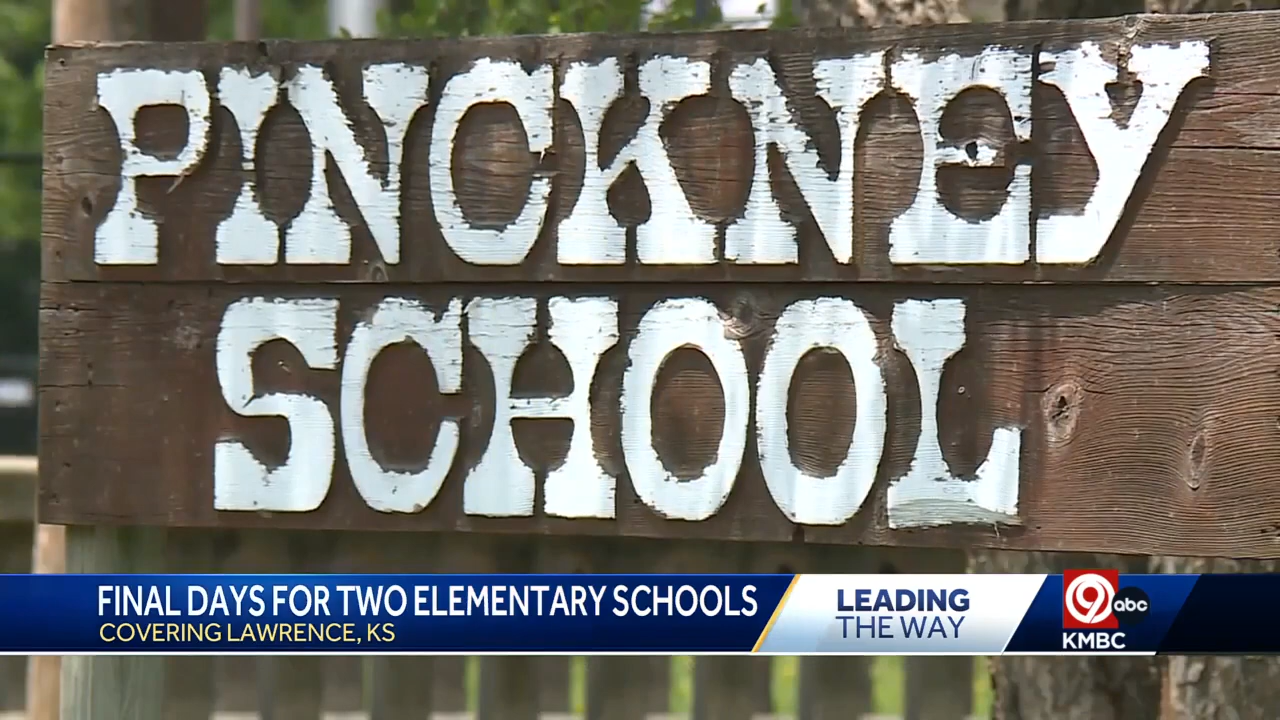 PINCKNEY
SCHOOL
FINAL DAYS FOR TWO ELEMENTARY SCHOOLS
COVERING LAWRENCE, KS
LEADING
THE WAY
9 abc
KMBC